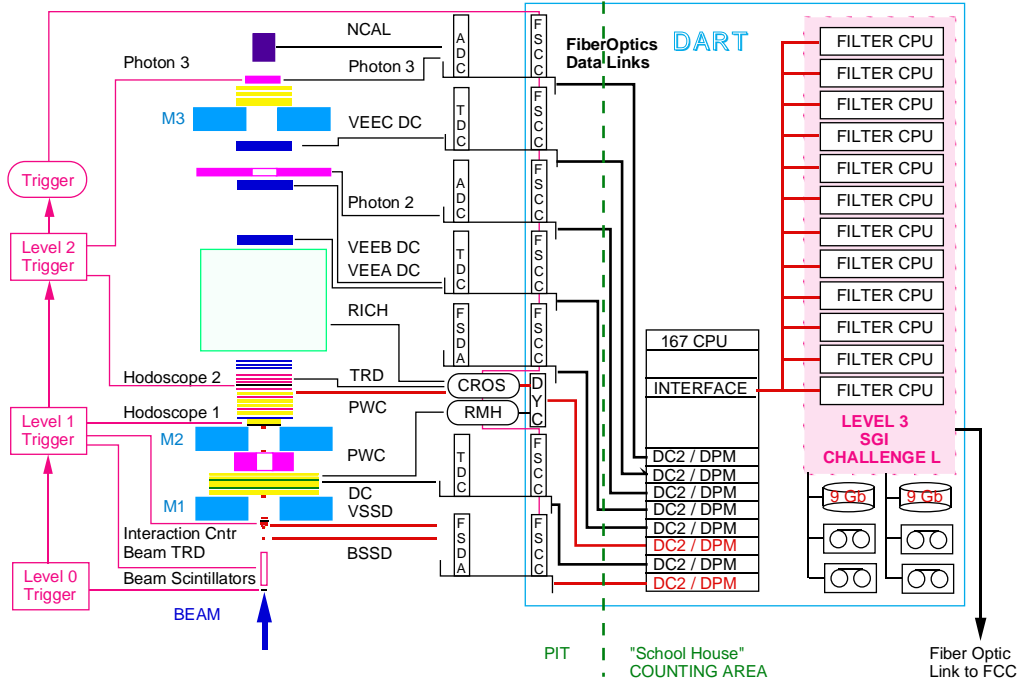 NCAL
Photon 3
Photon 3
M3
VEEC DC
Trigger
Photon 2
Level 2
Trigger
VEEB DC
VEEA DC
RICH
Hodoscope 2
TRD
PWC
Hodoscope 1
Level 1
Trigger
M2
PWC
M1
DC
VSSD
Interaction Cntr
Beam TRD
BSSD
Beam Scintillators
Level 0
Trigger
BEAM
ADC
TDC
ADC
TDC
FSDA
CROS
RMH
TDC
FSDA
FSCC
FSCC
FSCC
FSCC
FSCC
DYC
FSCC
FSCC
FiberOptics
Data Links
DART
167 CPU
INTERFACE
DC2 / DPM
DC2 / DPM
DC2 / DPM
DC2 / DPM
DC2 / DPM
DC2 / DPM
DC2 / DPM
DC2 / DPM
FILTER CPU
FILTER CPU
FILTER CPU
FILTER CPU
FILTER CPU
FILTER CPU
FILTER CPU
FILTER CPU
FILTER CPU
FILTER CPU
FILTER CPU
FILTER CPU
LEVEL 3
SGI
CHALLENGE L
9 Gb
9 Gb
PIT
"School House"
COUNTING AREA
Fiber Optic
Link to FCC